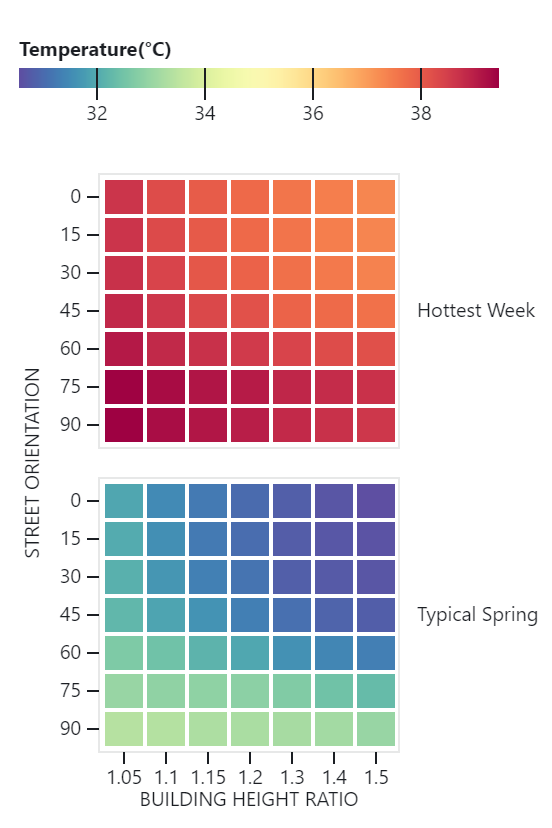 Temperature(°C)
32 34 36 38
0
15
30
45
60
75
90
Hottest Week
STREET ORIENTATION
0
15
30
45
60
75
90
Typical Spring
1.05 1.1 1.15 1.2 1.3 1.4 1.5
BUILDING HEIGHT RATIO